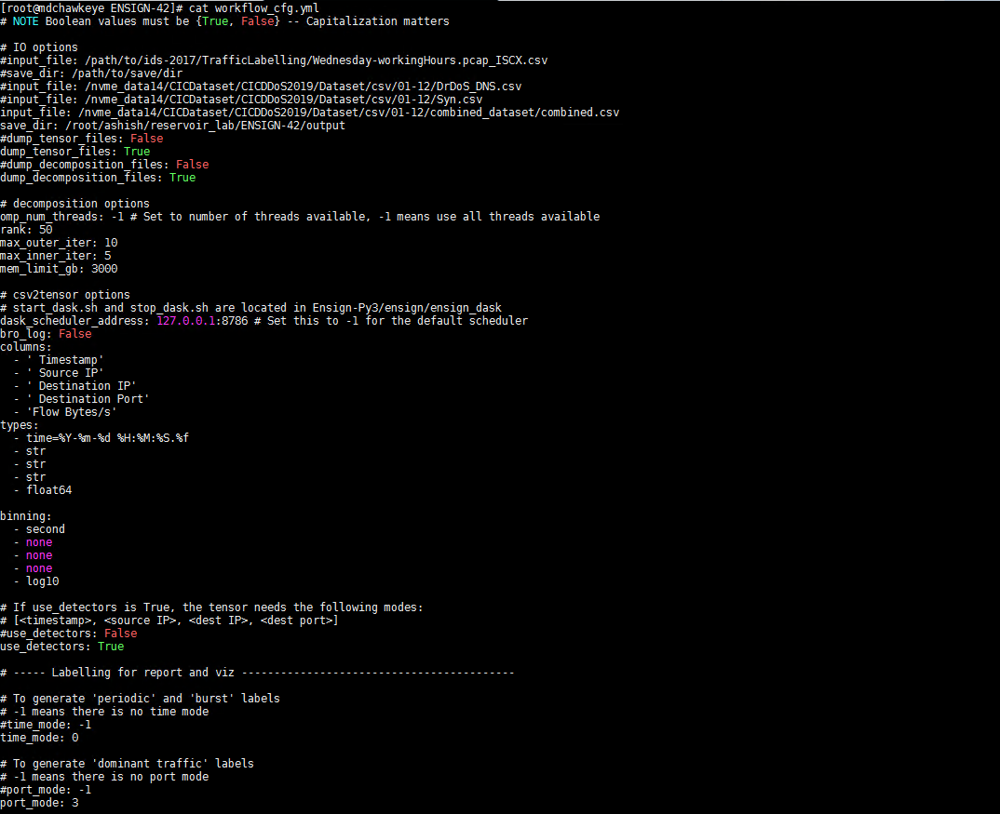 [root@mdchawkeye ENSIGN-42]# cat workflow_cfg.yml
# NOTE Boolean values must be {True, False} -- Capitalization matters
# IO options
#input_file: /path/to/ids-2017/TrafficLabelling/Wednesday-workingHours.pcap_ISCX.csv
#save_dir: /path/to/save/dir
#input_file: /nvme_data14/CICDataset/CICDDoS2019/Dataset/csv/01-12/DrDoS_DNS.csv
#input_file: /nvme_data14/CICDataset/CICDDoS2019/Dataset/csv/01-12/Syn.csv
input_file: /nvme_data14/CICDataset/CICDDoS2019/Dataset/csv/01-12/combined_dataset/combined.csv
save_dir: /root/ashish/reservoir_lab/ENSIGN-42/output
#dump_tensor_files: False
dump_tensor_files: True
#dump_decomposition_files: False
dump_decomposition_files: True
# decomposition options
omp_num_threads: -1 # Set to number of threads available, -1 means use all threads available
rank: 50
max_outer_iter: 10
max_inner_iter: 5
mem_limit_gb: 3000
# csv2tensor options
# start_dask.sh and stop_dask.sh are located in Ensign-Py3/ensign/ensign_dask
dask_scheduler_address: 127.0.0.1:8786 # Set this to -1 for the default scheduler
bro_log: False
columns:
  - ' Timestamp'
  - ' Source IP'
  - ' Destination IP'
  - ' Destination Port'
  - 'Flow Bytes/s'
types:
  - time=%Y-%m-%d %H:%M:%S.%f
  - str
  - str
  - str
  - float64
binning:
  - second
  - none
  - none
  - none
  - log10
# If use_detectors is True, the tensor needs the following modes:
# [<timestamp>, <source IP>, <dest IP>, <dest port>]
#use_detectors: False
use_detectors: True
# ----- Labelling for report and viz ------------------------------------------
# To generate 'periodic' and 'burst' labels
# -1 means there is no time mode
#time_mode: -1
time_mode: 0
# To generate 'dominant traffic' labels
# -1 means there is no port mode
#port_mode: -1
port_mode: 3